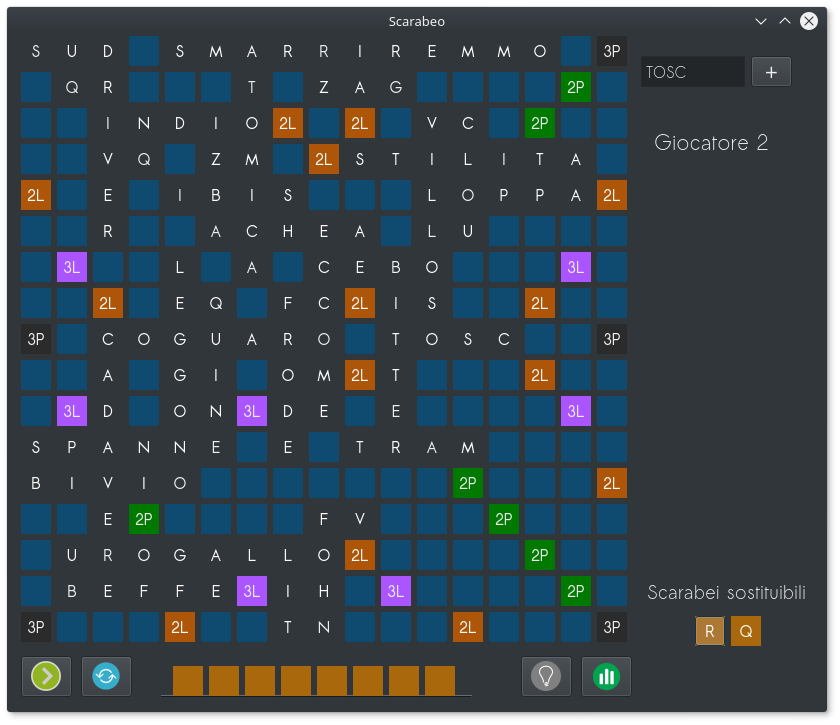 Scarabeo
S U D S M A R R I R E M M O 3P
Q R T Z A G 2P
I N D I O 2L 2L V C 2P
V Q Z M 2L S T I L I T A
2L E I B I S L O P P A 2L
R A C H E A L U
3L L A C E B O 3L
2L E Q F C 2L I S 2L
3P C O G U A R O T O S C 3P
A G I O M 2L T 2L
3L D O N 3L D E E 3L
S P A N N E E T R A M
B I V I O 2P 2L
E 2P F V 2P
U R O G A L L O 2L 2P
B E F F E 3L I H 3L 2P
3P 2L T N 2L 3P
TOSC +
Giocatore 2
Scarabei sostituibili
R Q